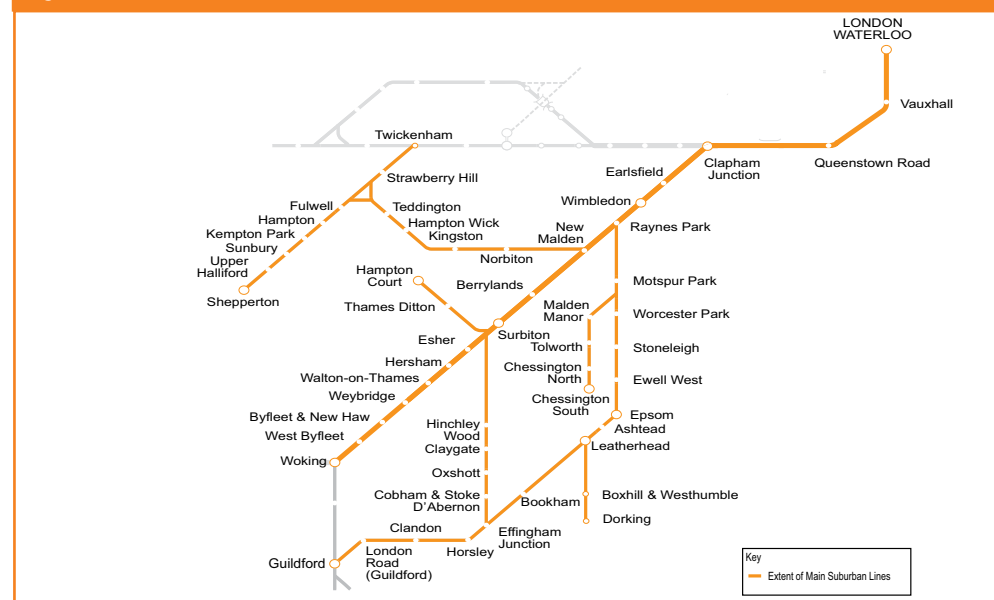 LONDON
WATERLOO
Vauxhall
Queenstown Road
Clapham
Junction
Earlsfield
Wimbledon
Twickenham
Strawberry Hill
Fulwell
Hampton
Kempton Park
Sunbury
Upper
Halliford
Shepperton
Teddington
Hampton Wick
Kingston
Norbiton
New
Malden
Raynes Park
Motspur Park
Worcester Park
Stoneleigh
Ewell West
Epsom
Ashtead
Leatherhead
Malden
Manor
Tolworth
Chessington
North
Chessington
South
Berrylands
Surbiton
Hampton
Court
Thames Ditton
Esher
Hersham
Walton-on-Thames
Weybridge
Byfleet & New Haw
West Byfleet
Woking
Hinchley
Wood
Claygate
Oxshott
Cobham & Stoke
D'Abernon
Bookham
Boxhill & Westhumble
Dorking
Effingham
Junction
Horsley
Clandon
London
Road
(Guildford)
Guildford
Key
Extent of Main Suburban Lines